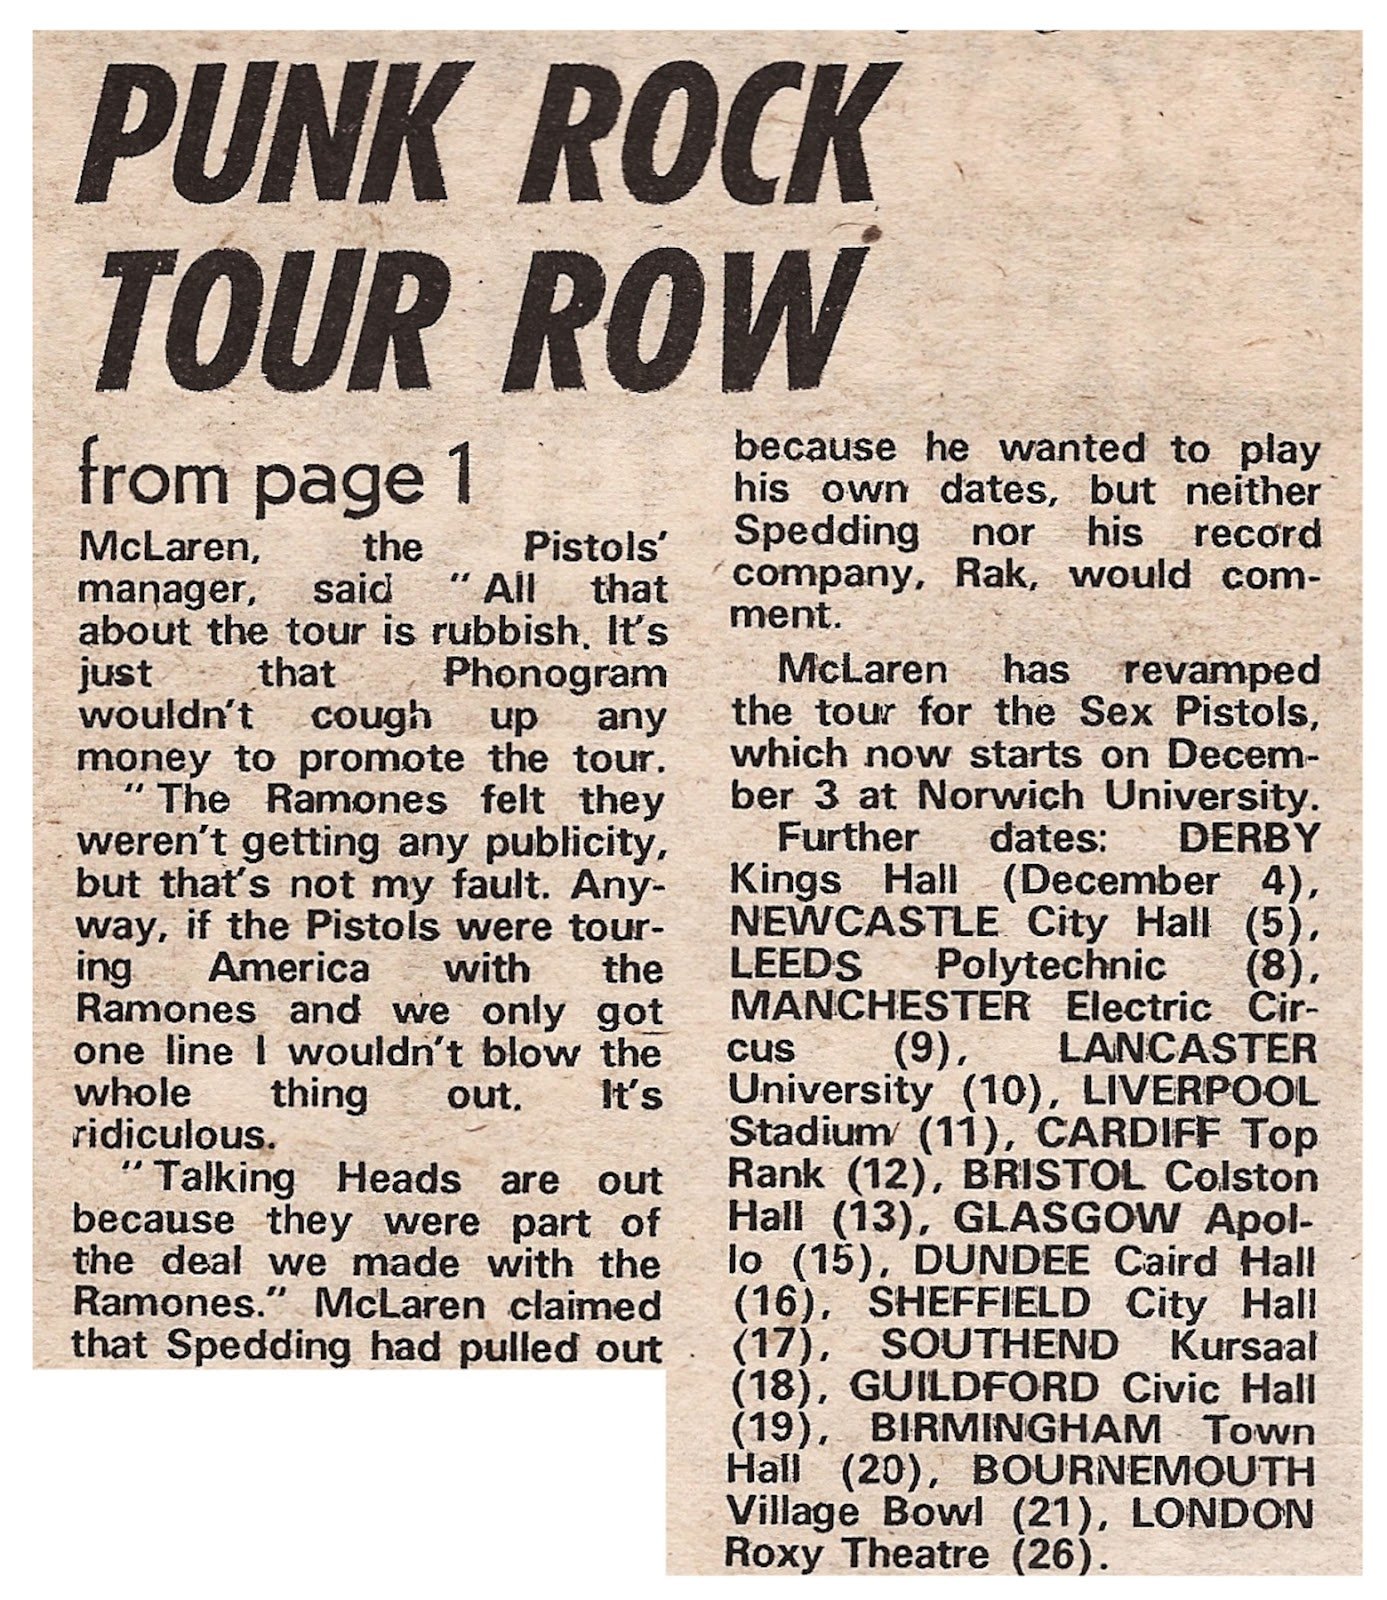 PUNK ROCK
TOUR ROW
from page 1
McLaren, the Pistols'
manager, said "All that
about the tour is rubbish. It's
just that Phonogram
wouldn't cough up any
money to promote the tour.
"The Ramones felt they
weren't getting any publicity,
but that's not my fault. Any-
way, if the Pistols were tour-
ing America with the
Ramones and we only got
one line I wouldn't blow the
whole thing out. It's
ridiculous.
"Talking Heads are out
because they were part of
the deal we made with the
Ramones." McLaren claimed
that Spedding had pulled out
because he wanted to play
his own dates, but neither
Spedding nor his record
company, Rak, would com-
ment.
McLaren has revamped
the tour for the Sex Pistols,
which now starts on Decem-
ber 3 at Norwich University.
Further dates: DERBY
Kings Hall (December 4),
NEWCASTLE City Hall (5),
LEEDS Polytechnic (8),
MANCHESTER Electric Cir-
cus (9), LANCASTER
University (10), LIVERPOOL
Stadium (11), CARDIFF Top
Rank (12), BRISTOL Colston
Hall (13), GLASGOW Apol-
lo (15), DUNDEE Caird Hall
(16), SHEFFIELD City Hall
(17), SOUTHEND Kursaal
(18), GUILDFORD Civic Hall
(19), BIRMINGHAM Town
Hall (20), BOURNEMOUTH
Village Bowl (21), LONDON
Roxy Theatre (26).